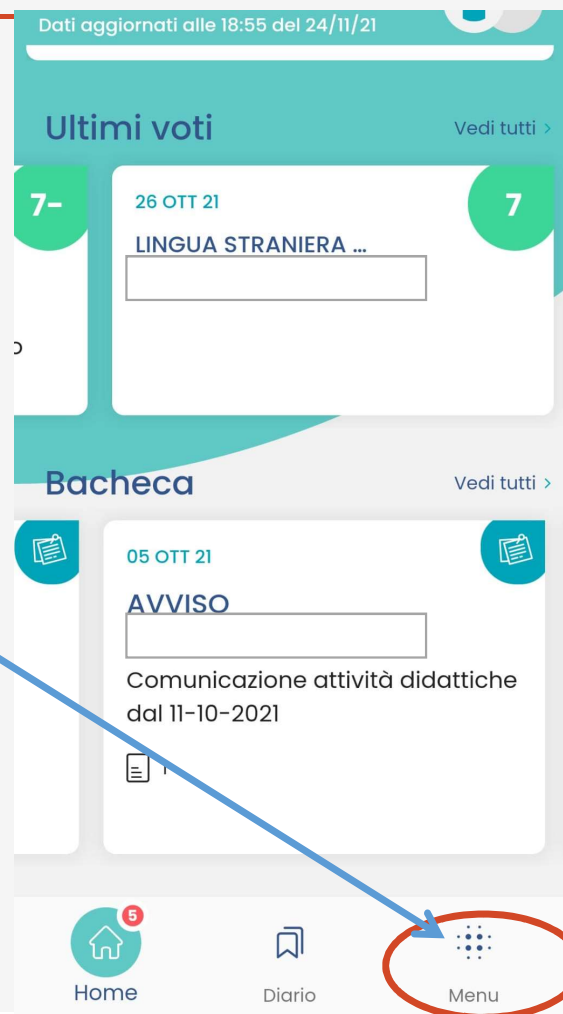 Dati aggiornati alle 18:55 del 24/11/21
Ultimi voti
Vedi tutti >
7-
26 OTT 21
7
LINGUA STRANIERA ...
o
Bacheca
Vedi tutti >
05 OTT 21
AVVISO
Comunicazione attività didattiche
dal 11-10-2021
5
Home
Diario
Menu